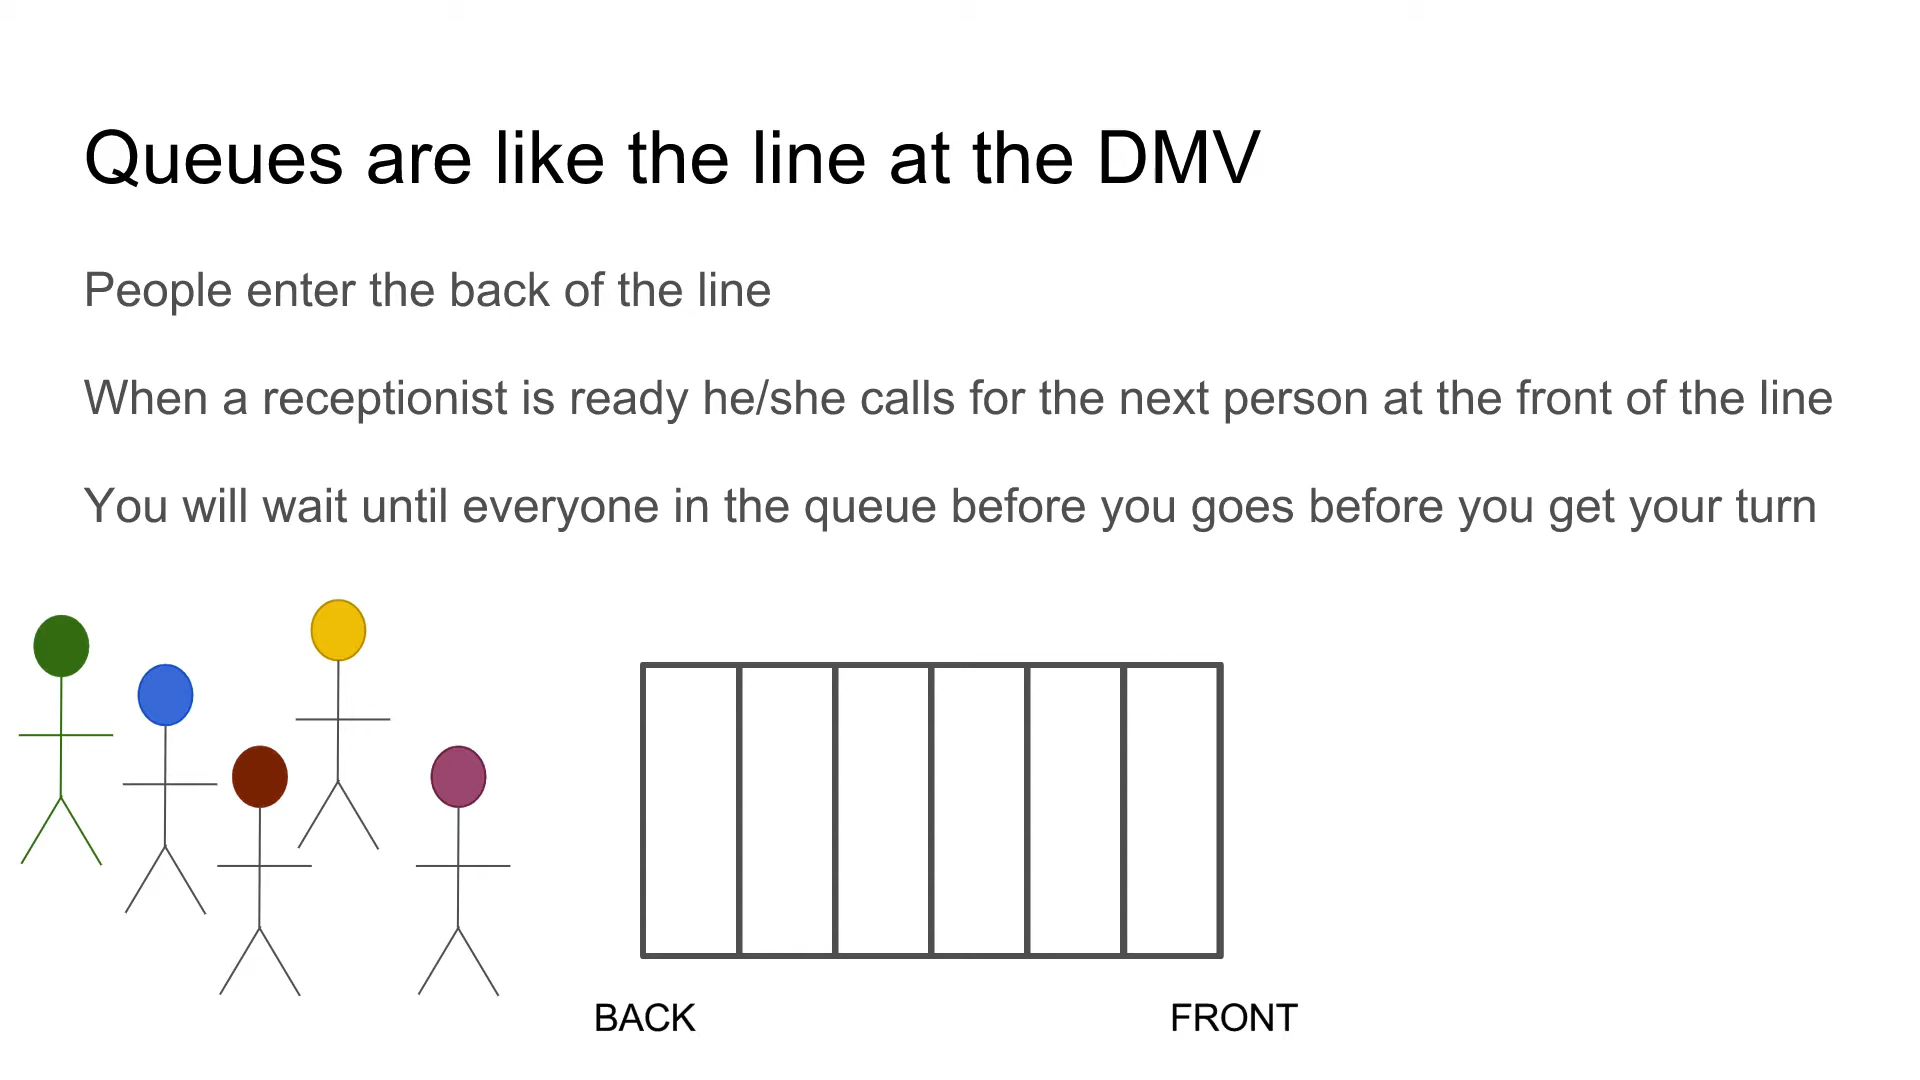 Queues are like the line at the DMV
People enter the back of the line
When a receptionist is ready he/she calls for the next person at the front of the line
You will wait until everyone in the queue before you goes before you get your turn
BACK
FRONT